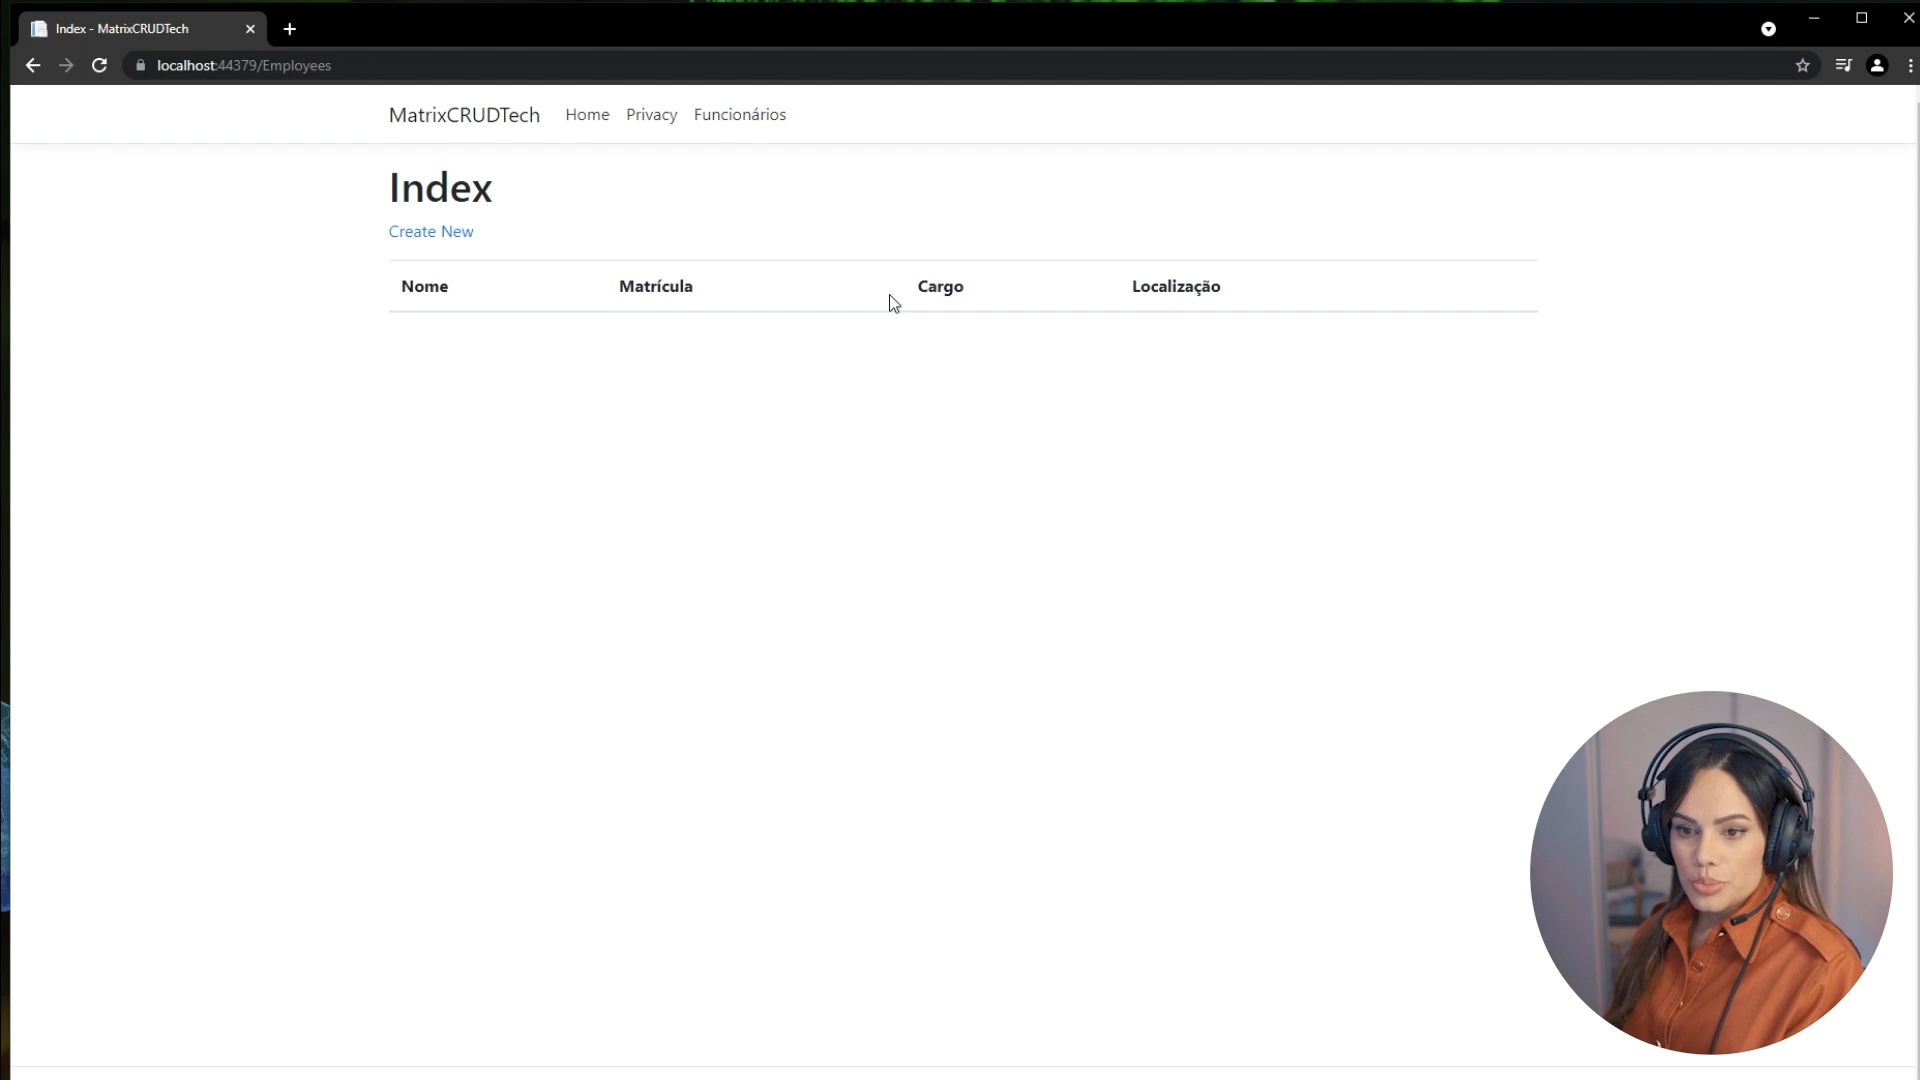 Index - MatrixCRUDTech
localhost:44379/Employees
MatrixCRUDTech Home Privacy Funcionários
Index
Create New
Nome Matrícula Cargo Localização